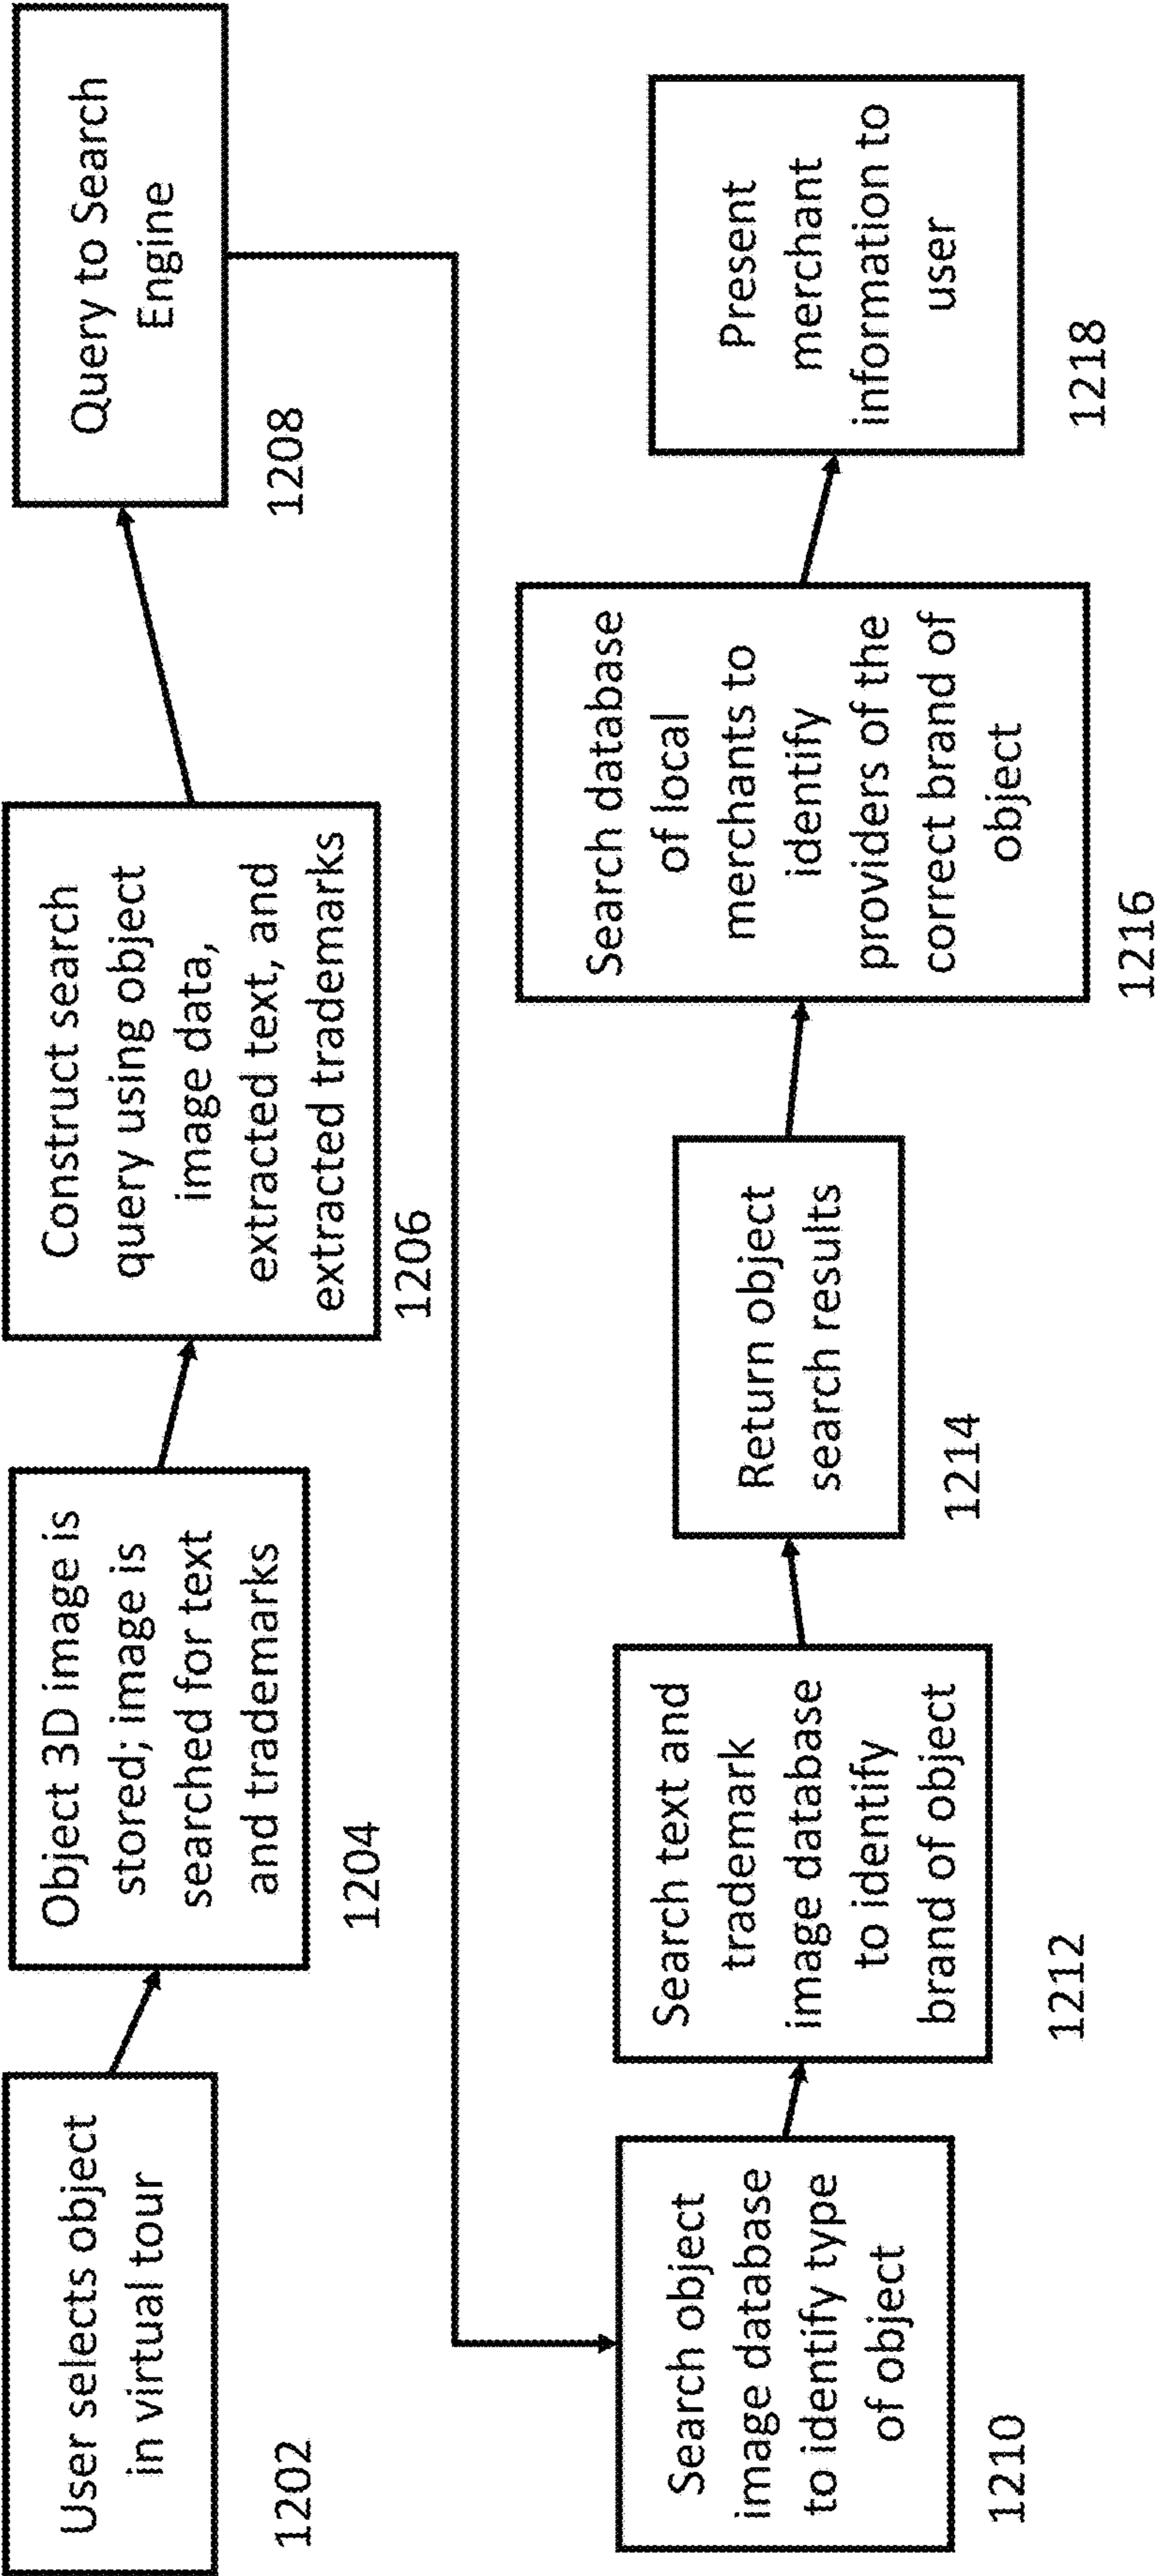 User selects object
in virtual tour
1202
Object 3D image is
stored; image is
searched for text
and trademarks
1204
Construct search
query using object
image data,
extracted text, and
extracted trademarks
1206
Query to Search
Engine
1208
Search object
image database
to identify type
of object
1210
Search text and
trademark
image database
to identify
brand of object
1212
Return object
search results
1214
Search database
of local
merchants to
identify
providers of the
correct brand of
object
1216
Present
merchant
information to
user
1218